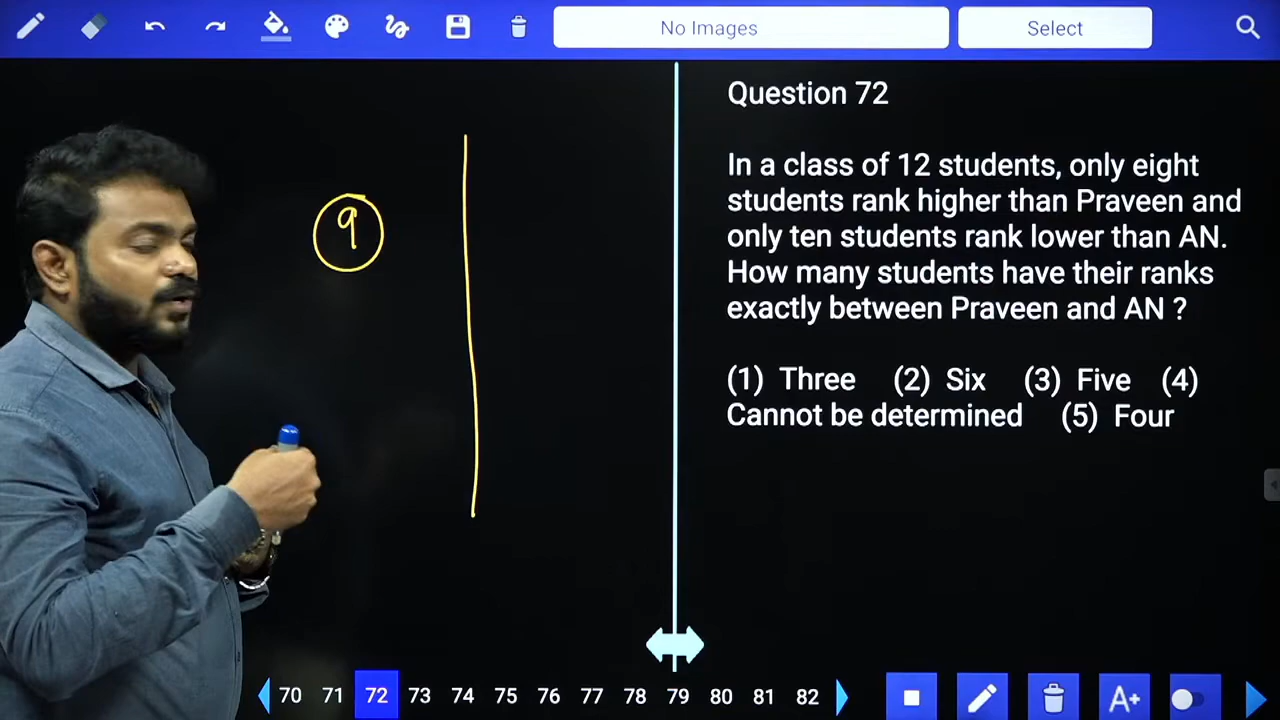 No Images
Select
9
Question 72
In a class of 12 students, only eight
students rank higher than Praveen and
only ten students rank lower than AN.
How many students have their ranks
exactly between Praveen and AN ?
(1) Three (2) Six (3) Five (4)
Cannot be determined (5) Four
70 71 72 73 74 75 76 77 78 79 80 81 82
A+